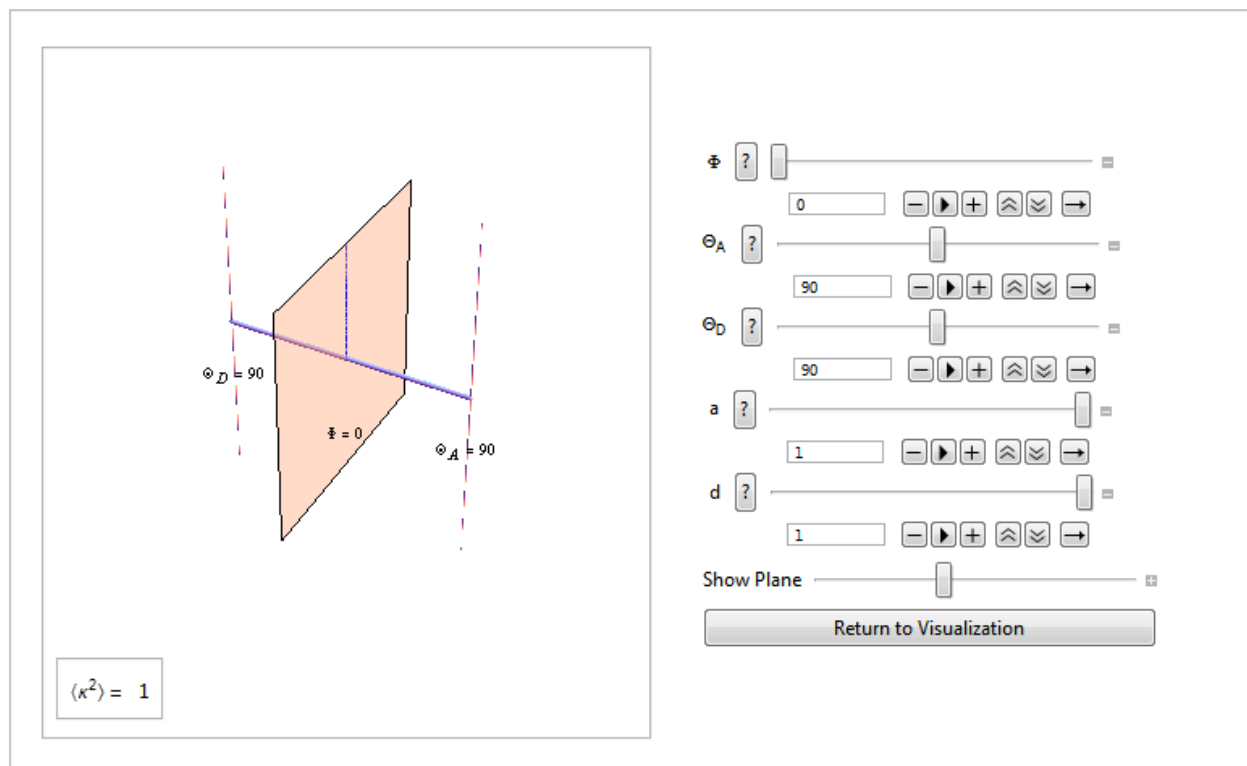 Φ ?
0
Θ_A ?
90
Θ_D ?
90
a ?
1
d ?
1
Show Plane
Return to Visualization
Θ_D = 90
Φ = 0
Θ_A = 90
⟨κ²⟩ = 1